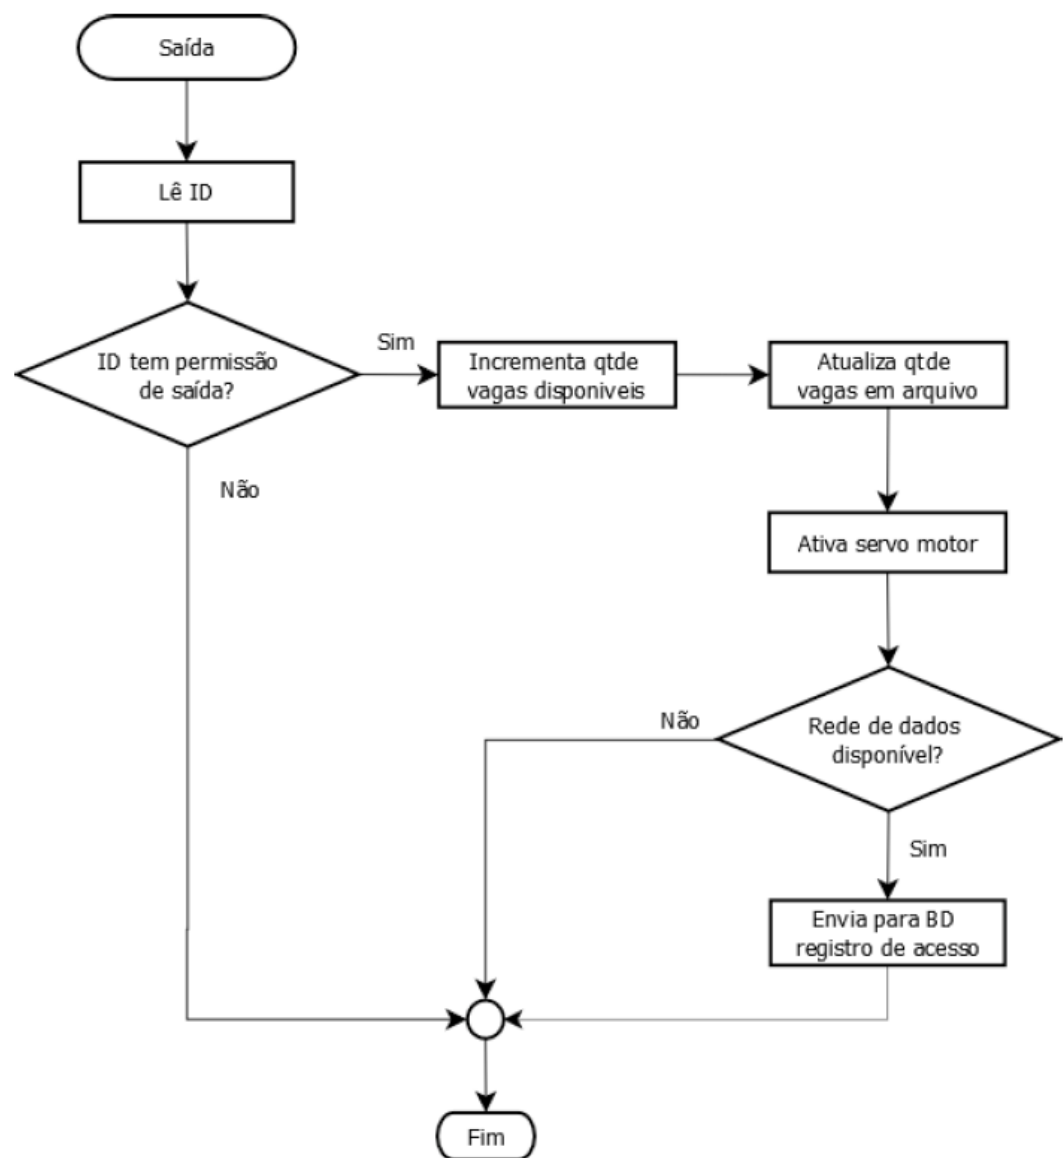 Saída
Lê ID
ID tem permissão
de saída?
Sim
Incrementa qtde
vagas disponiveis
Atualiza qtde
vagas em arquivo
Não
Ativa servo motor
Não
Rede de dados
disponível?
Sim
Envia para BD
registro de acesso
Fim